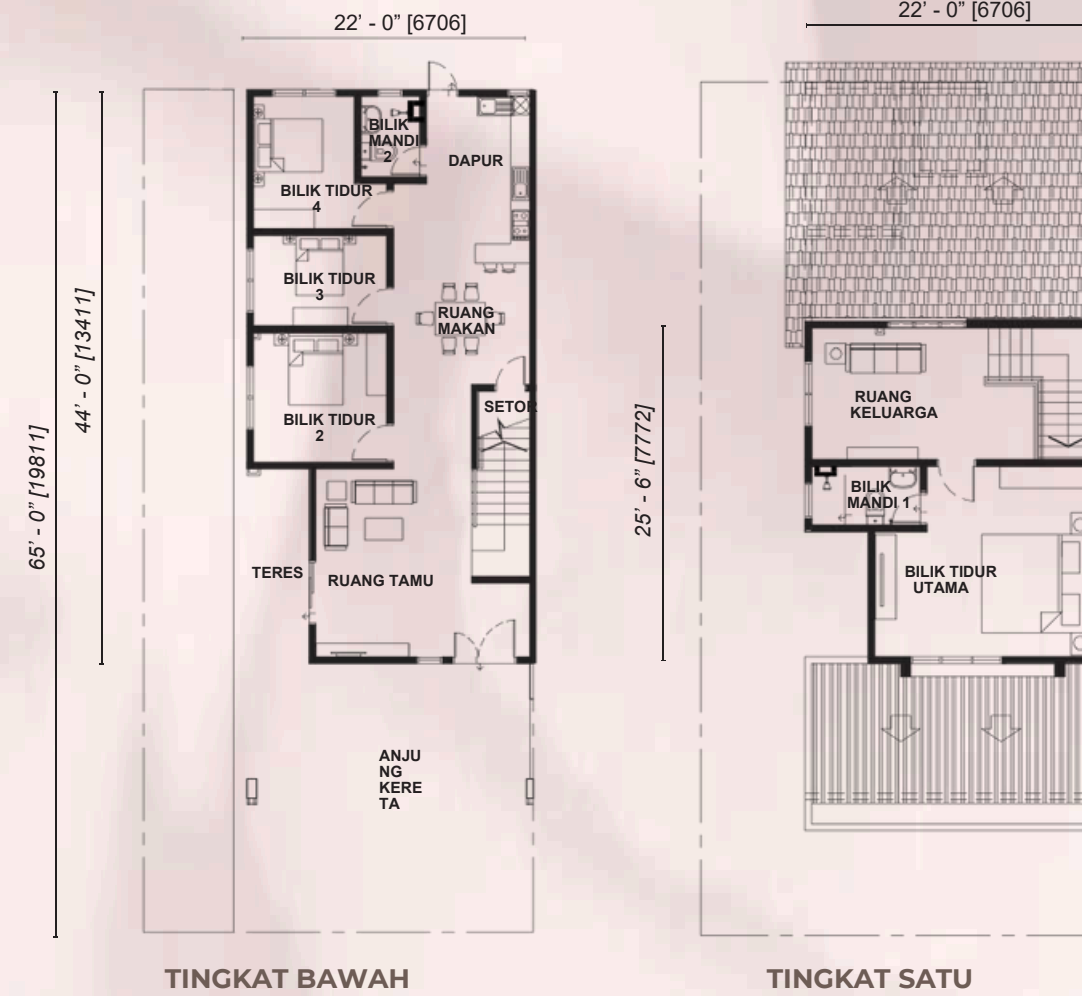 22' - 0” [6706]
65' - 0” [19811]
44' - 0” [13411]
BILIK TIDUR
4
BILIK
MANDI
2
DAPUR
BILIK TIDUR
3
RUANG
MAKAN
BILIK TIDUR
2
SETOR
TERES
RUANG TAMU
ANJU
NG
KERE
TA
TINGKAT BAWAH
22' - 0” [6706]
25' - 6” [7772]
RUANG
KELUARGA
BILIK
MANDI 1
BILIK TIDUR
UTAMA
TINGKAT SATU